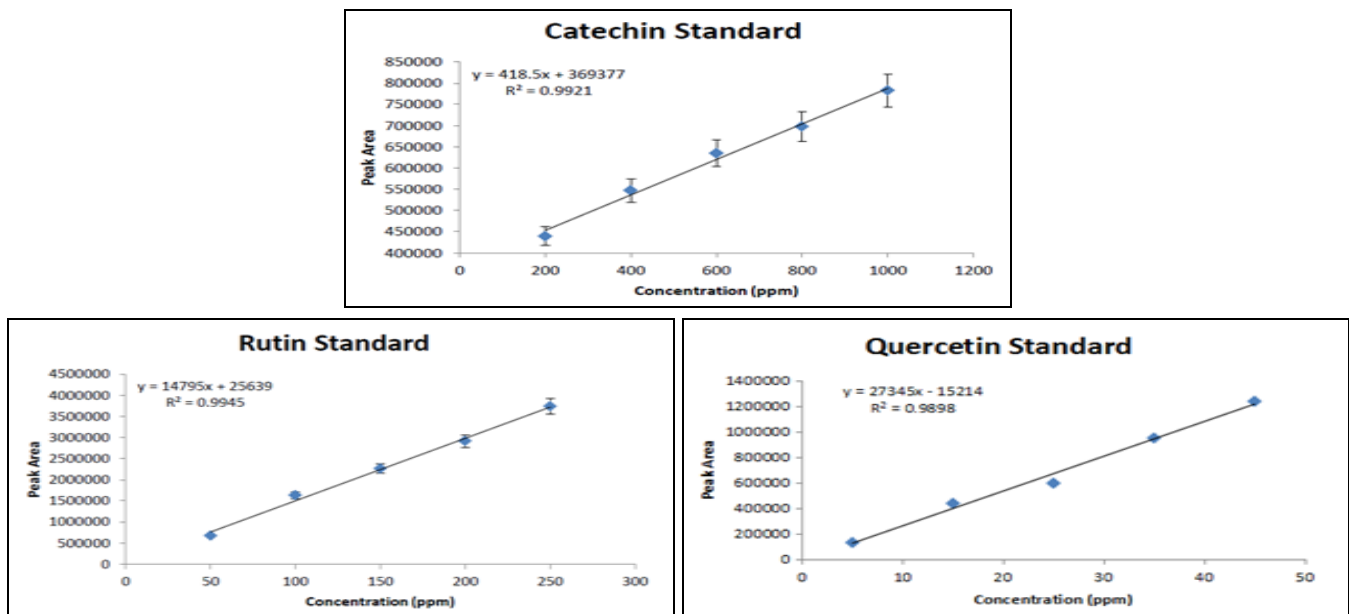 Catechin Standard
y = 418.5x + 369377
R² = 0.9921
850000
800000
750000
700000
650000
600000
550000
500000
450000
400000
Peak Area
0 200 400 600 800 1000 1200
Concentration (ppm)
Rutin Standard
y = 14795x + 25639
R² = 0.9945
4500000
4000000
3500000
3000000
2500000
2000000
1500000
1000000
500000
0
Peak Area
0 50 100 150 200 250 300
Concentration (ppm)
Quercetin Standard
y = 27345x - 15214
R² = 0.9898
1400000
1200000
1000000
800000
600000
400000
200000
0
Peak Area
0 10 20 30 40 50
Concentration (ppm)